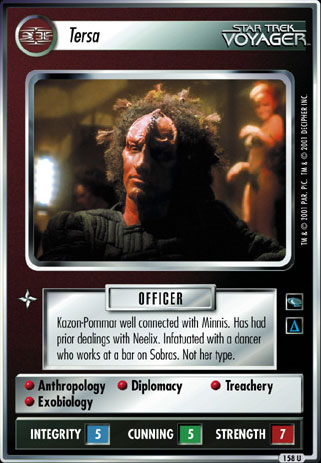 Tersa
STAR TREK
VOYAGER™
™ & © 2001 PAR. PIC. ™ & © 2001 DECIPHER INC.
OFFICER
Kazon-Pommar well connected with Minnis. Has had
prior dealings with Neelix. Infatuated with a dancer
who works at a bar on Sobras. Not her type.
Anthropology Diplomacy Treachery
Exobiology
INTEGRITY 5 CUNNING 5 STRENGTH 7
158 U